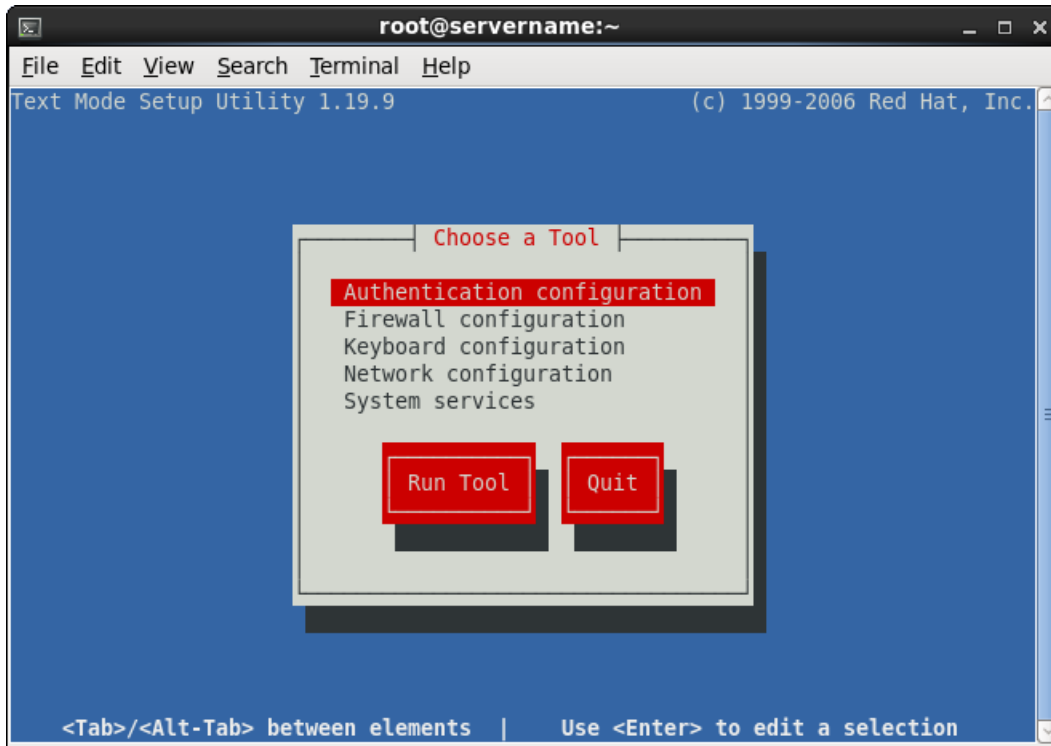 root@servername:~
File Edit View Search Terminal Help
Text Mode Setup Utility 1.19.9 (c) 1999-2006 Red Hat, Inc.
Choose a Tool
Authentication configuration
Firewall configuration
Keyboard configuration
Network configuration
System services
Run Tool Quit
<Tab>/<Alt-Tab> between elements | Use <Enter> to edit a selection